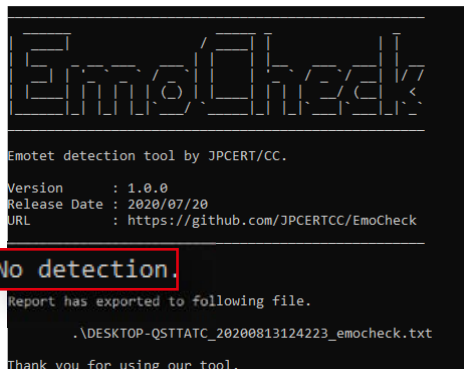 EmoCheck
Emotet detection tool by JPCERT/CC.
Version : 1.0.0
Release Date : 2020/07/20
URL : https://github.com/JPCERTCC/EmoCheck
No detection.
Report has exported to following file.
.\DESKTOP-QSTTATC_20200813124223_emocheck.txt
Thank you for using our tool.